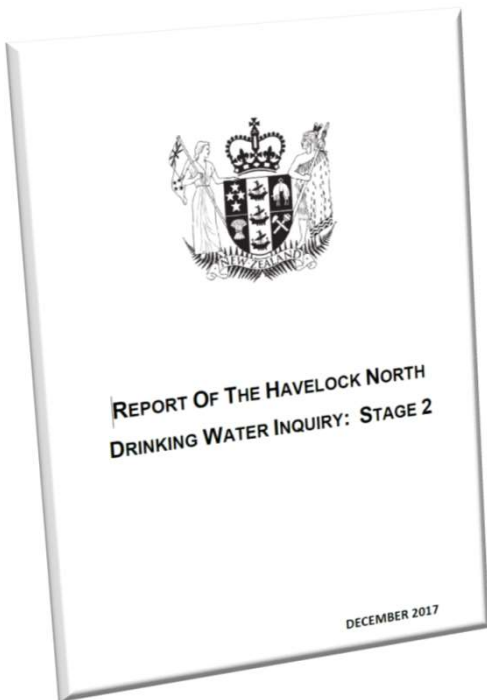 NEW ZEALAND
REPORT OF THE HAVELOCK NORTH
DRINKING WATER INQUIRY: STAGE 2
DECEMBER 2017